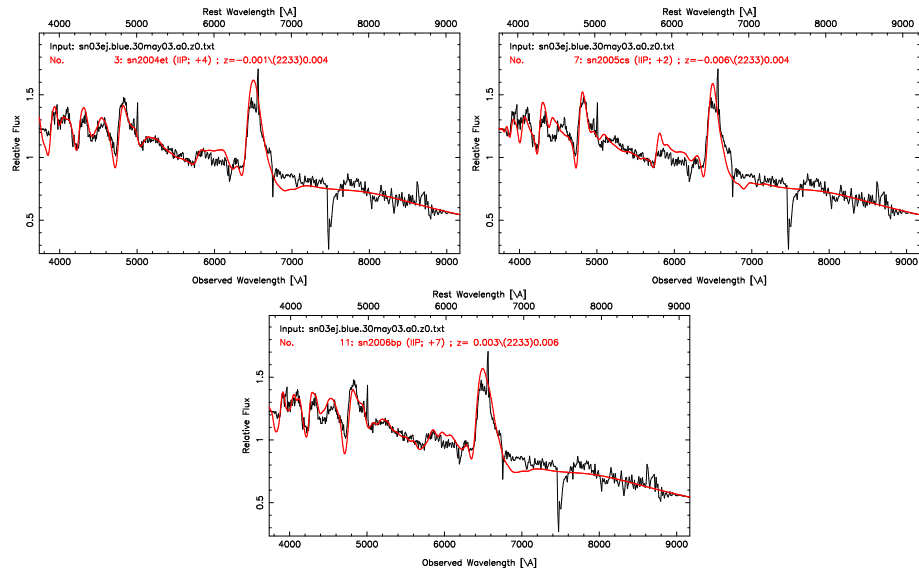 Rest Wavelength [\A]
4000 5000 6000 7000 8000 9000
Input: sn03ej.blue.30may03.a0.z0.txt
No. 3: sn2004et (IIP; +4) ; z=-0.001\(2233)0.004
Relative Flux
1.5
1
0.5
4000 5000 6000 7000 8000 9000
Observed Wavelength [\A]
Rest Wavelength [\A]
4000 5000 6000 7000 8000 9000
Input: sn03ej.blue.30may03.a0.z0.txt
No. 7: sn2005cs (IIP; +2) ; z=-0.006\(2233)0.004
Relative Flux
1.5
1
0.5
4000 5000 6000 7000 8000 9000
Observed Wavelength [\A]
Rest Wavelength [\A]
4000 5000 6000 7000 8000 9000
Input: sn03ej.blue.30may03.a0.z0.txt
No. 11: sn2006bp (IIP; +7) ; z= 0.003\(2233)0.006
Relative Flux
1.5
1
0.5
4000 5000 6000 7000 8000 9000
Observed Wavelength [\A]